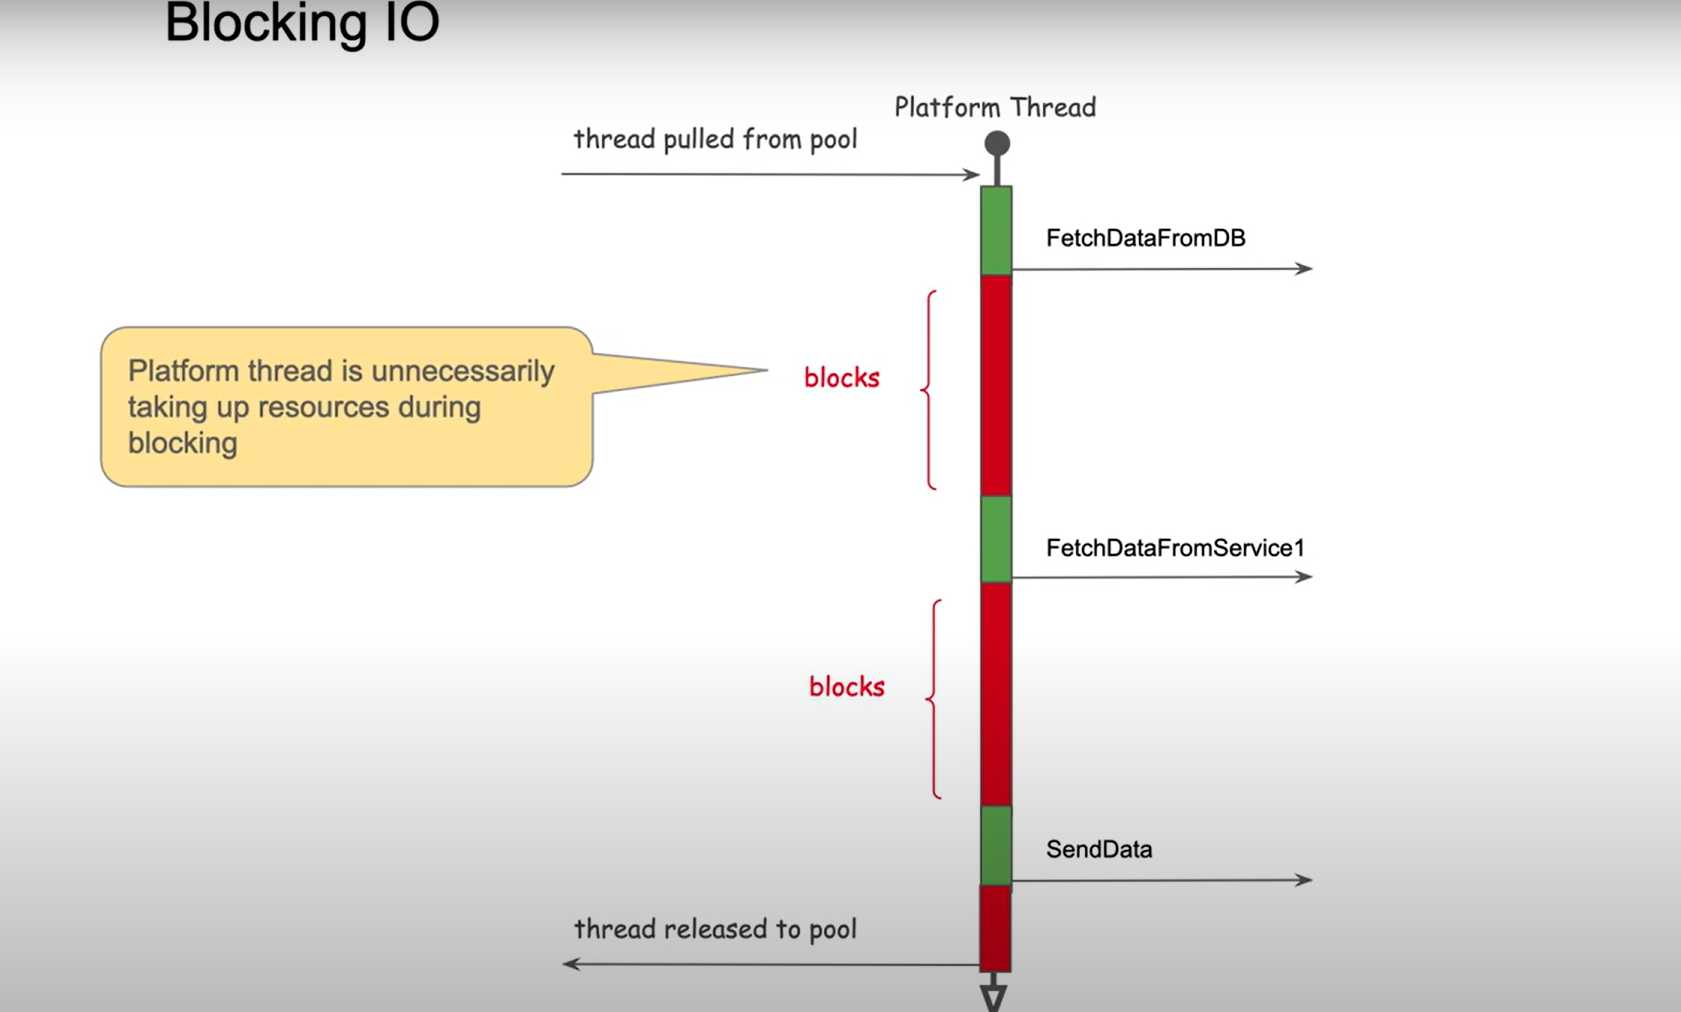 Blocking IO
Platform Thread
thread pulled from pool
FetchDataFromDB
Platform thread is unnecessarily
taking up resources during
blocking
blocks
FetchDataFromService1
blocks
SendData
thread released to pool